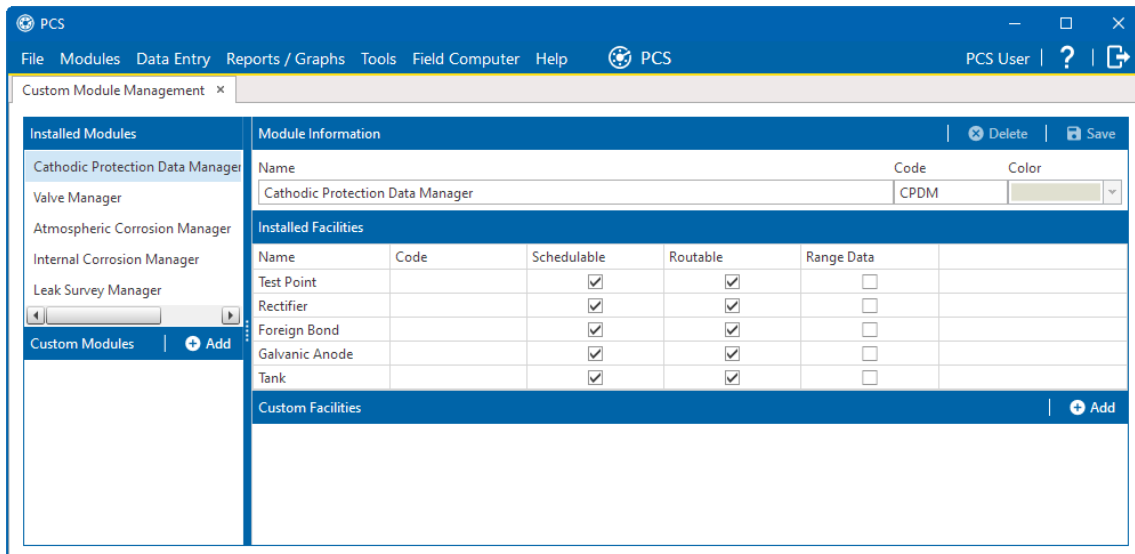 PCS
File Modules Data Entry Reports / Graphs Tools Field Computer Help PCS PCS User ?
Custom Module Management ×
Installed Modules
Cathodic Protection Data Manager
Valve Manager
Atmospheric Corrosion Manager
Internal Corrosion Manager
Leak Survey Manager
Custom Modules Add
Module Information Delete Save
Name Code Color
Cathodic Protection Data Manager CPDM
Installed Facilities
Name Code Schedulable Routable Range Data
Test Point
Rectifier
Foreign Bond
Galvanic Anode
Tank
Custom Facilities Add